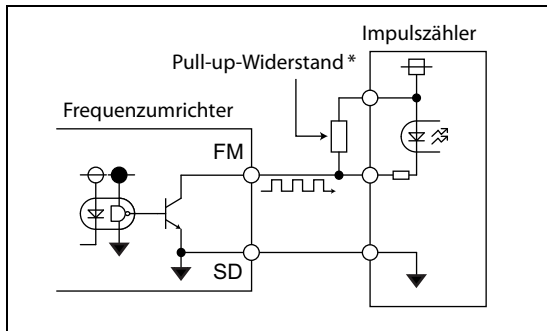 Impulszähler
Pull-up-Widerstand *
Frequenzumrichter
FM
SD